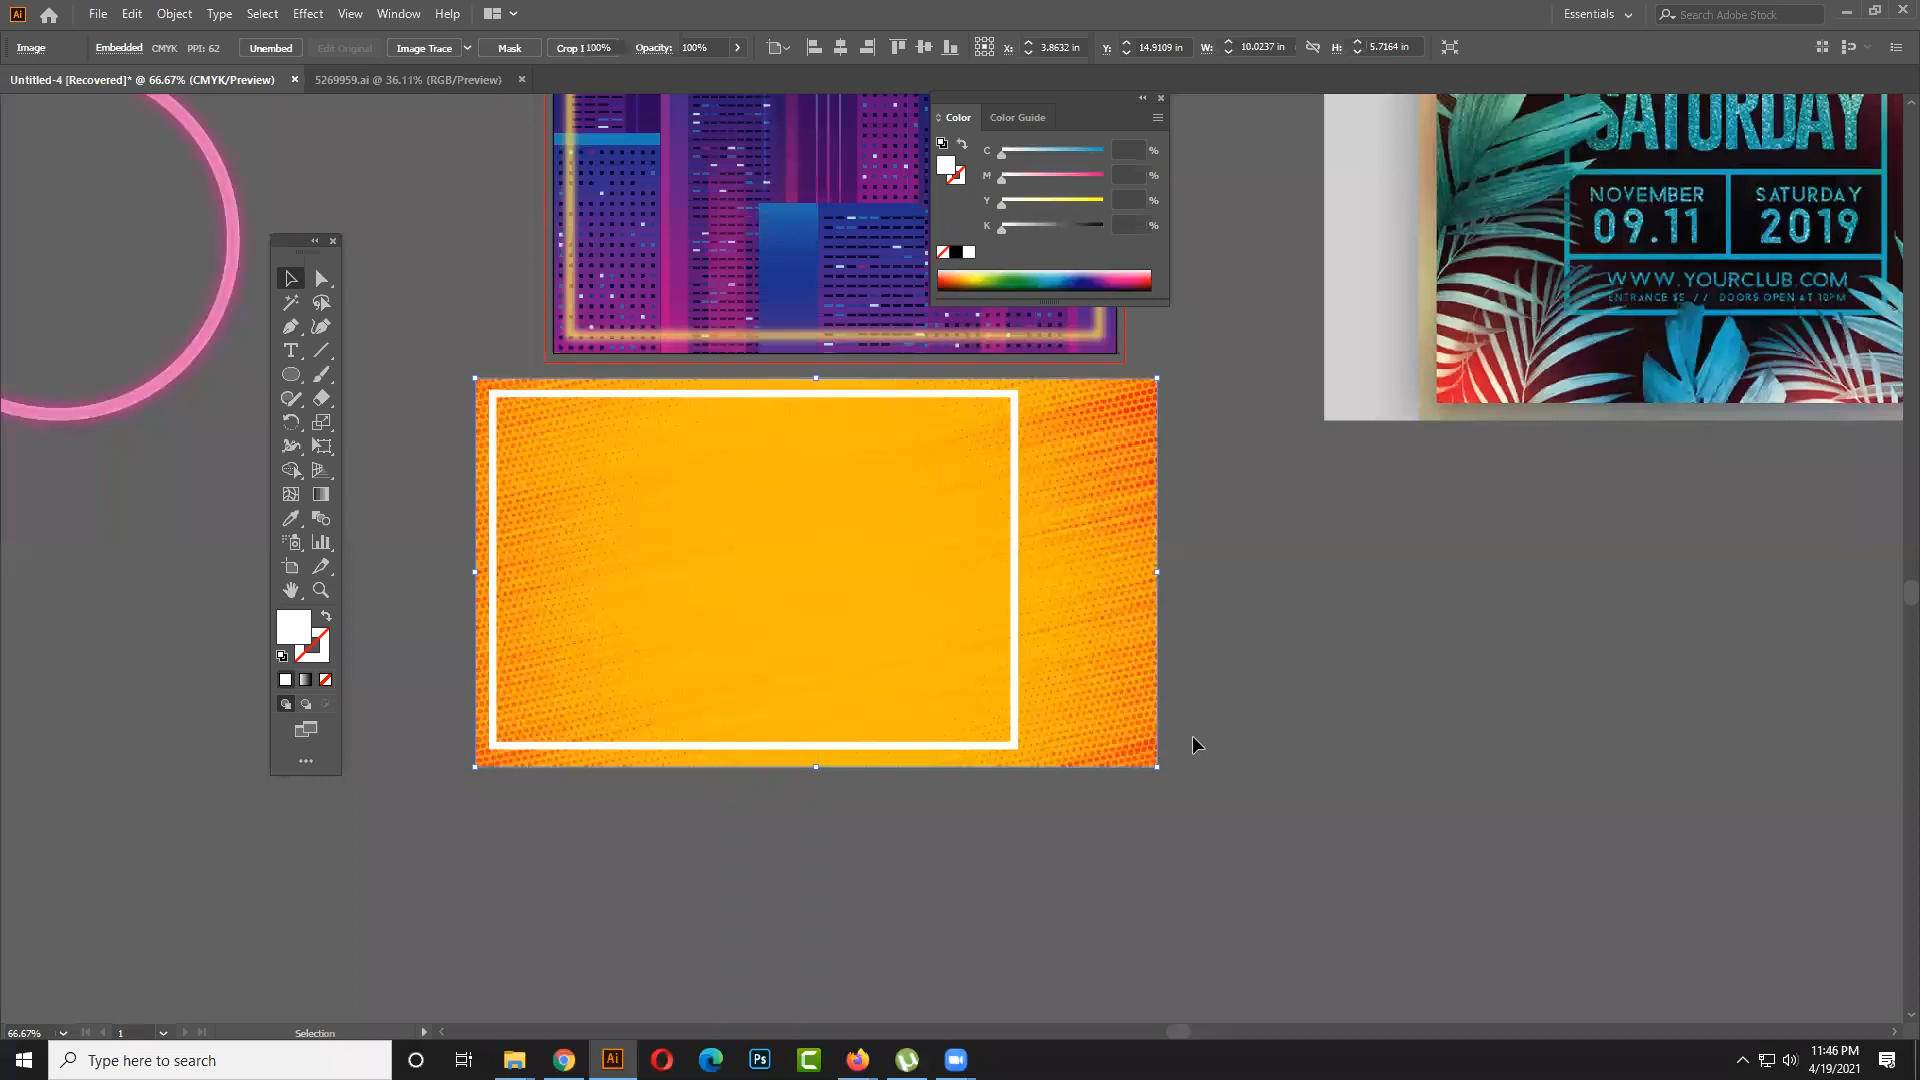 Ai File Edit Object Type Select Effect View Window Help Essentials Search Adobe Stock
Image Embedded CMYK PPI: 62 Unembed Edit Original Image Trace Mask Crop I 100% Opacity: 100% X: 3.8632 in Y: 14.9109 in W: 10.0237 in H: 5.7164 in
Untitled-4 [Recovered]* @ 66.67% (CMYK/Preview) × 5269959.ai @ 36.11% (RGB/Preview) ×
Color Color Guide
C %
M %
Y %
K %
SATURDAY
NOVEMBER
09.11
SATURDAY
2019
WWW.YOURCLUB.COM
ENTRANCE $5 // DOORS OPEN AT 10PM
66.67% 1 Selection
Type here to search
Ai
Ps
11:46 PM
4/19/2021